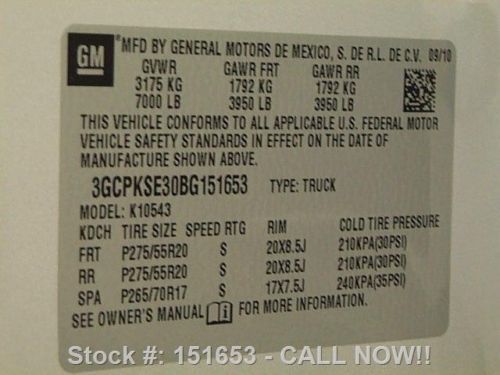 GM MFD BY GENERAL MOTORS DE MEXICO, S. DE R.L. DE C.V. 09/10
GVWR GAWR FRT GAWR RR
3175 KG 1792 KG 1792 KG
7000 LB 3950 LB 3950 LB
THIS VEHICLE CONFORMS TO ALL APPLICABLE U.S. FEDERAL MOTOR
VEHICLE SAFETY STANDARDS IN EFFECT ON THE DATE OF
MANUFACTURE SHOWN ABOVE.
3GCPKSE30BG151653 TYPE: TRUCK
MODEL: K10543
KDCH TIRE SIZE SPEED RTG RIM COLD TIRE PRESSURE
FRT P275/55R20 S 20X8.5J 210KPA(30PSI)
RR P275/55R20 S 20X8.5J 210KPA(30PSI)
SPA P265/70R17 S 17X7.5J 240KPA(35PSI)
SEE OWNER'S MANUAL i FOR MORE INFORMATION.
Stock #: 151653 - CALL NOW!!